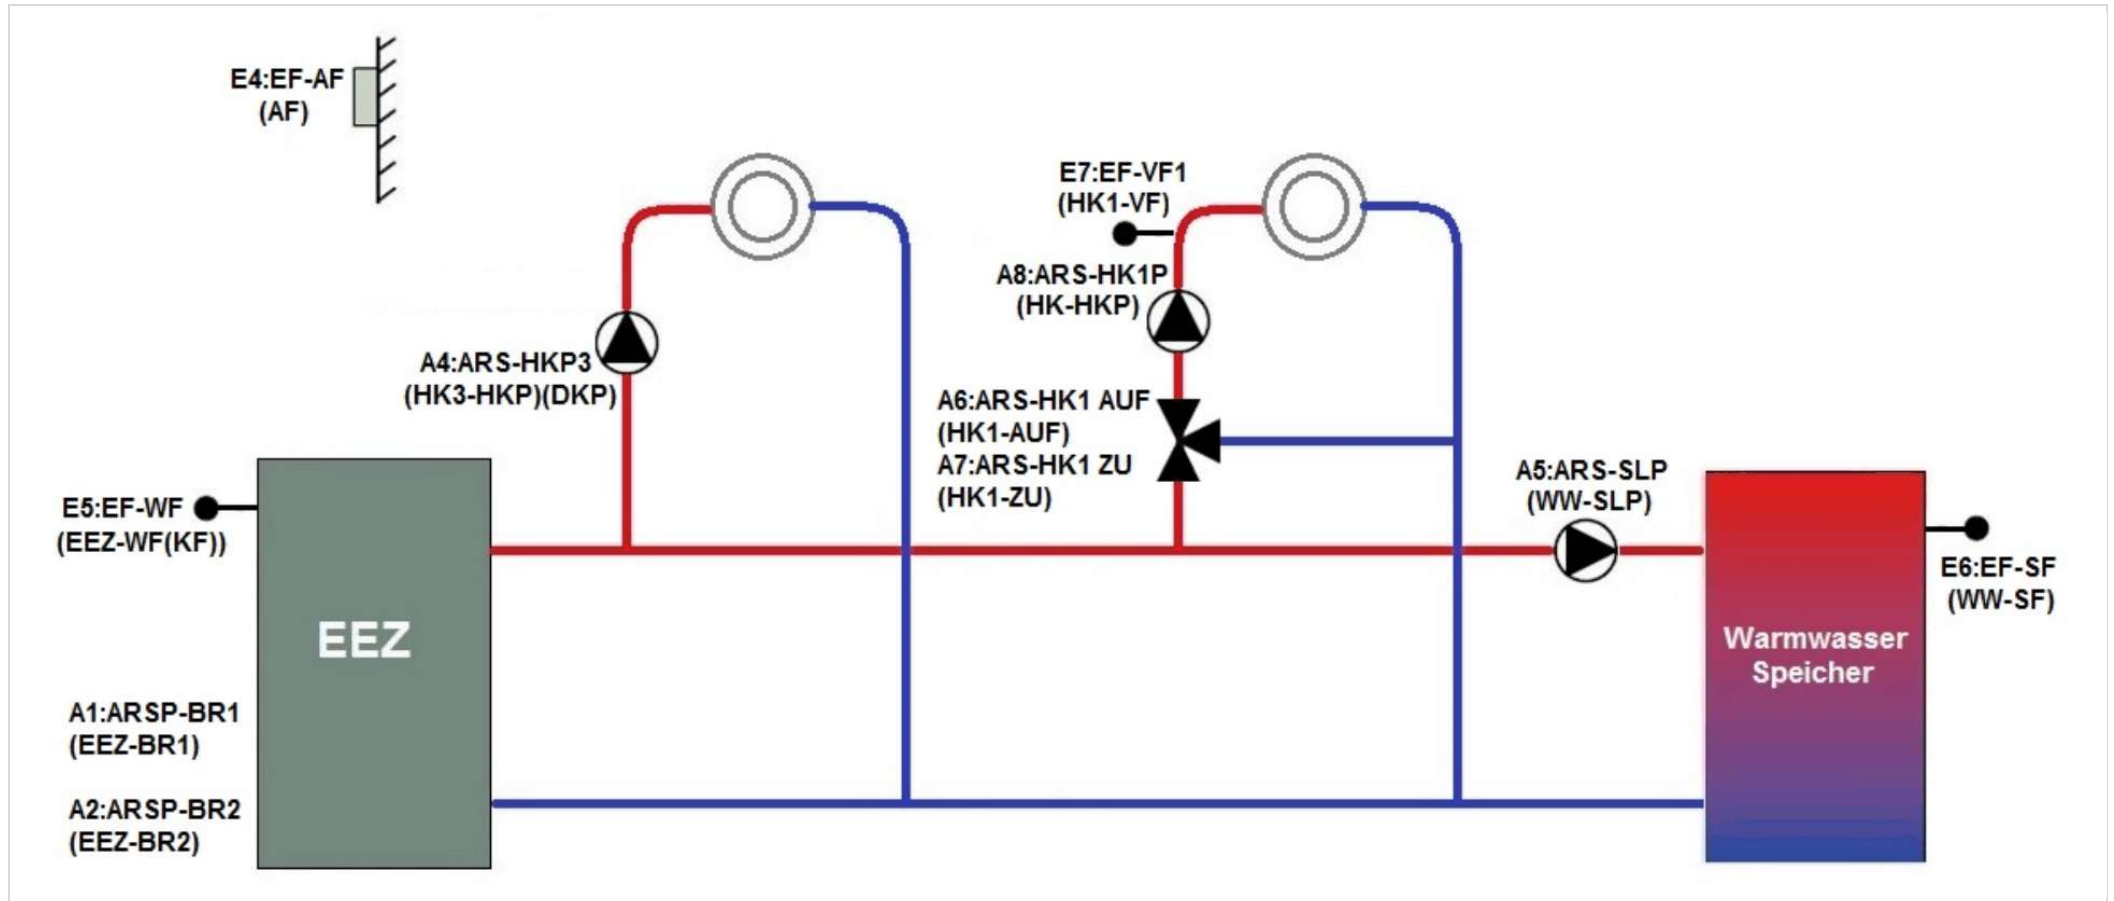 E4:EF-AF
(AF)
E7:EF-VF1
(HK1-VF)
A8:ARS-HK1P
(HK-HKP)
A4:ARS-HKP3
(HK3-HKP)(DKP)
A6:ARS-HK1 AUF
(HK1-AUF)
A7:ARS-HK1 ZU
(HK1-ZU)
A5:ARS-SLP
(WW-SLP)
E5:EF-WF
(EEZ-WF(KF))
E6:EF-SF
(WW-SF)
EEZ
Warmwasser
Speicher
A1:ARSP-BR1
(EEZ-BR1)
A2:ARSP-BR2
(EEZ-BR2)